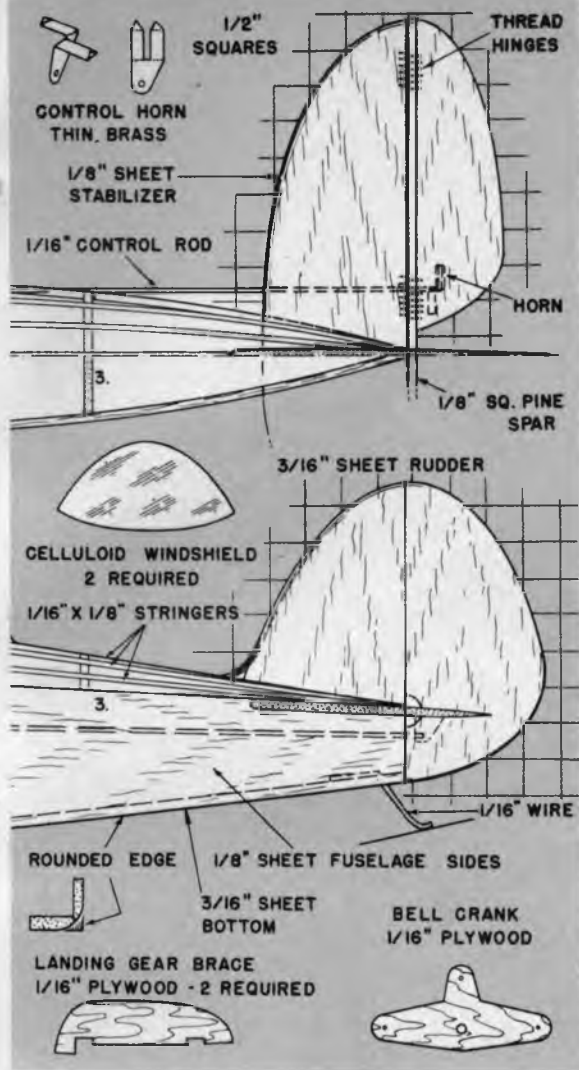 1/2"
SQUARES
THREAD
HINGES
CONTROL HORN
THIN, BRASS
1/8" SHEET
STABILIZER
1/16" CONTROL ROD
HORN
3.
1/8" SQ. PINE
SPAR
3/16" SHEET RUDDER
CELLULOID WINDSHIELD
2 REQUIRED
1/16" X 1/8" STRINGERS
3.
1/16" WIRE
ROUNDED EDGE
1/8" SHEET FUSELAGE SIDES
3/16" SHEET
BOTTOM
BELL CRANK
1/16" PLYWOOD
LANDING GEAR BRACE
1/16" PLYWOOD - 2 REQUIRED